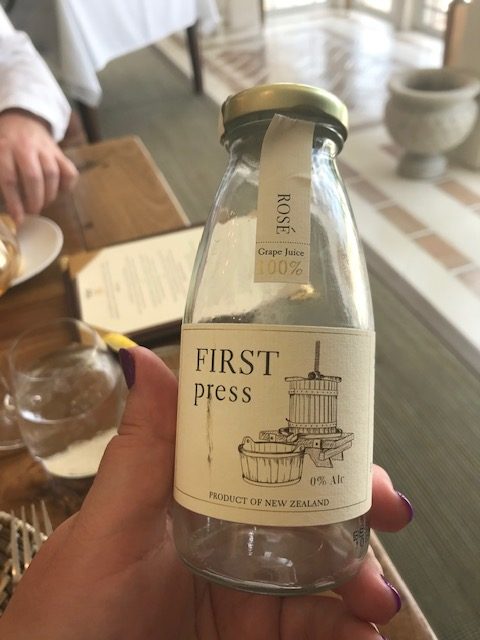 ROSÉ
Grape Juice
100%
FIRST
press
0% Alc
PRODUCT OF NEW ZEALAND